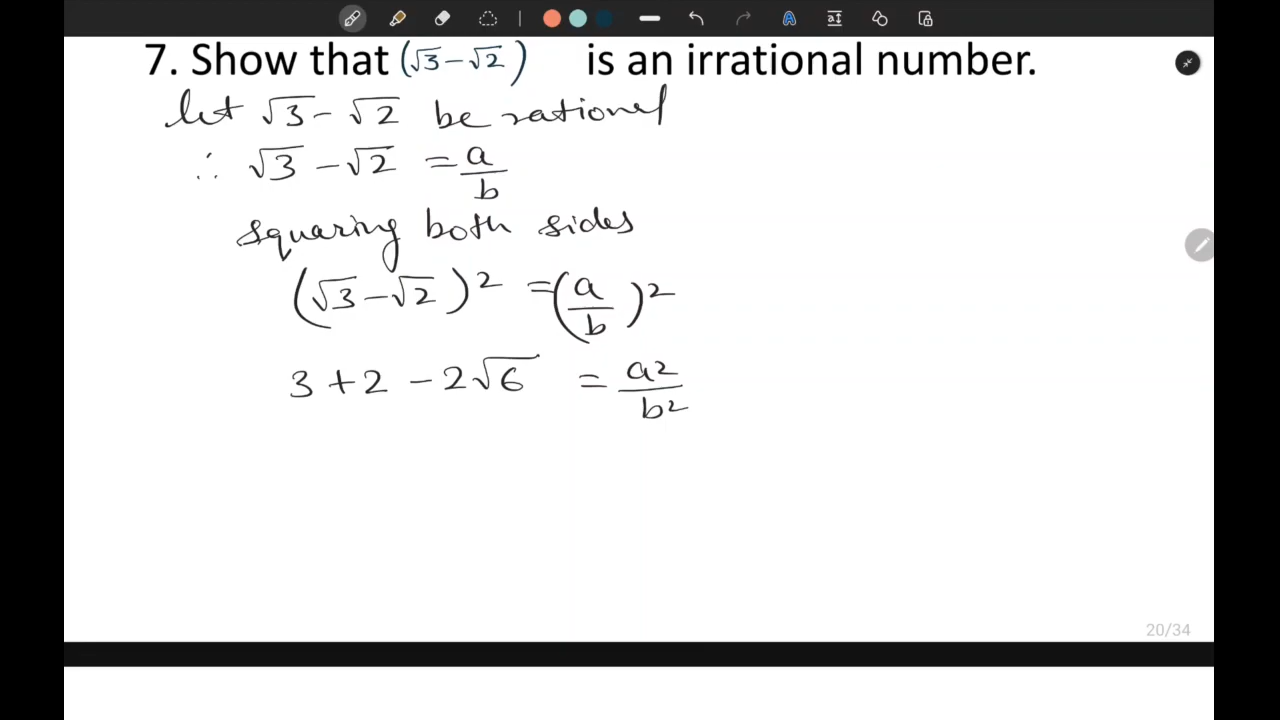 7. Show that (√3 - √2) is an irrational number.
let √3 - √2 be rational
∴ √3 - √2 = a/b
squaring both sides
(√3 - √2)² = (a/b)²
3 + 2 - 2√6 = a²/b²
20/34